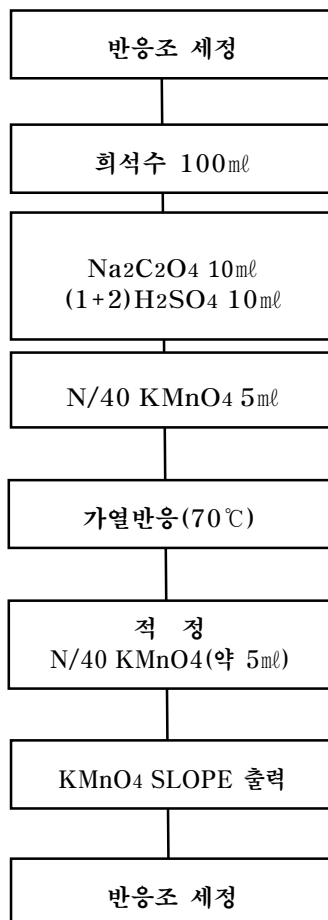 반응조 세정
희석수 100㎖
Na2C2O4 10㎖
(1+2)H2SO4 10㎖
N/40 KMnO4 5㎖
가열반응(70℃)
적 정
N/40 KMnO4(약 5㎖)
KMnO4 SLOPE 출력
반응조 세정